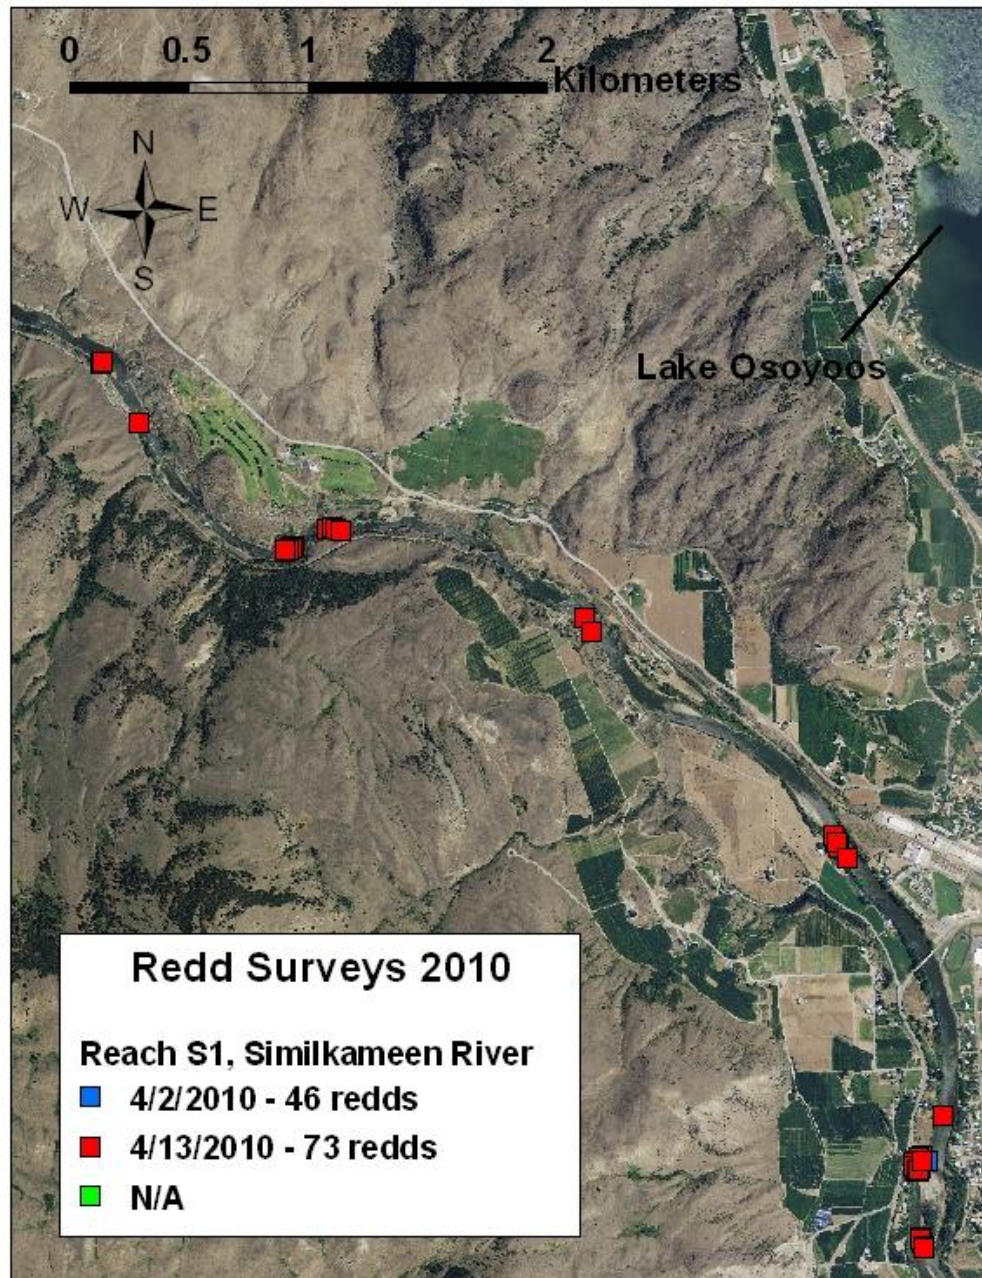 0 0.5 1 2
Kilometers
N
W E
S
Lake Osoyoos
Redd Surveys 2010
Reach S1, Similkameen River
4/2/2010 - 46 redds
4/13/2010 - 73 redds
N/A